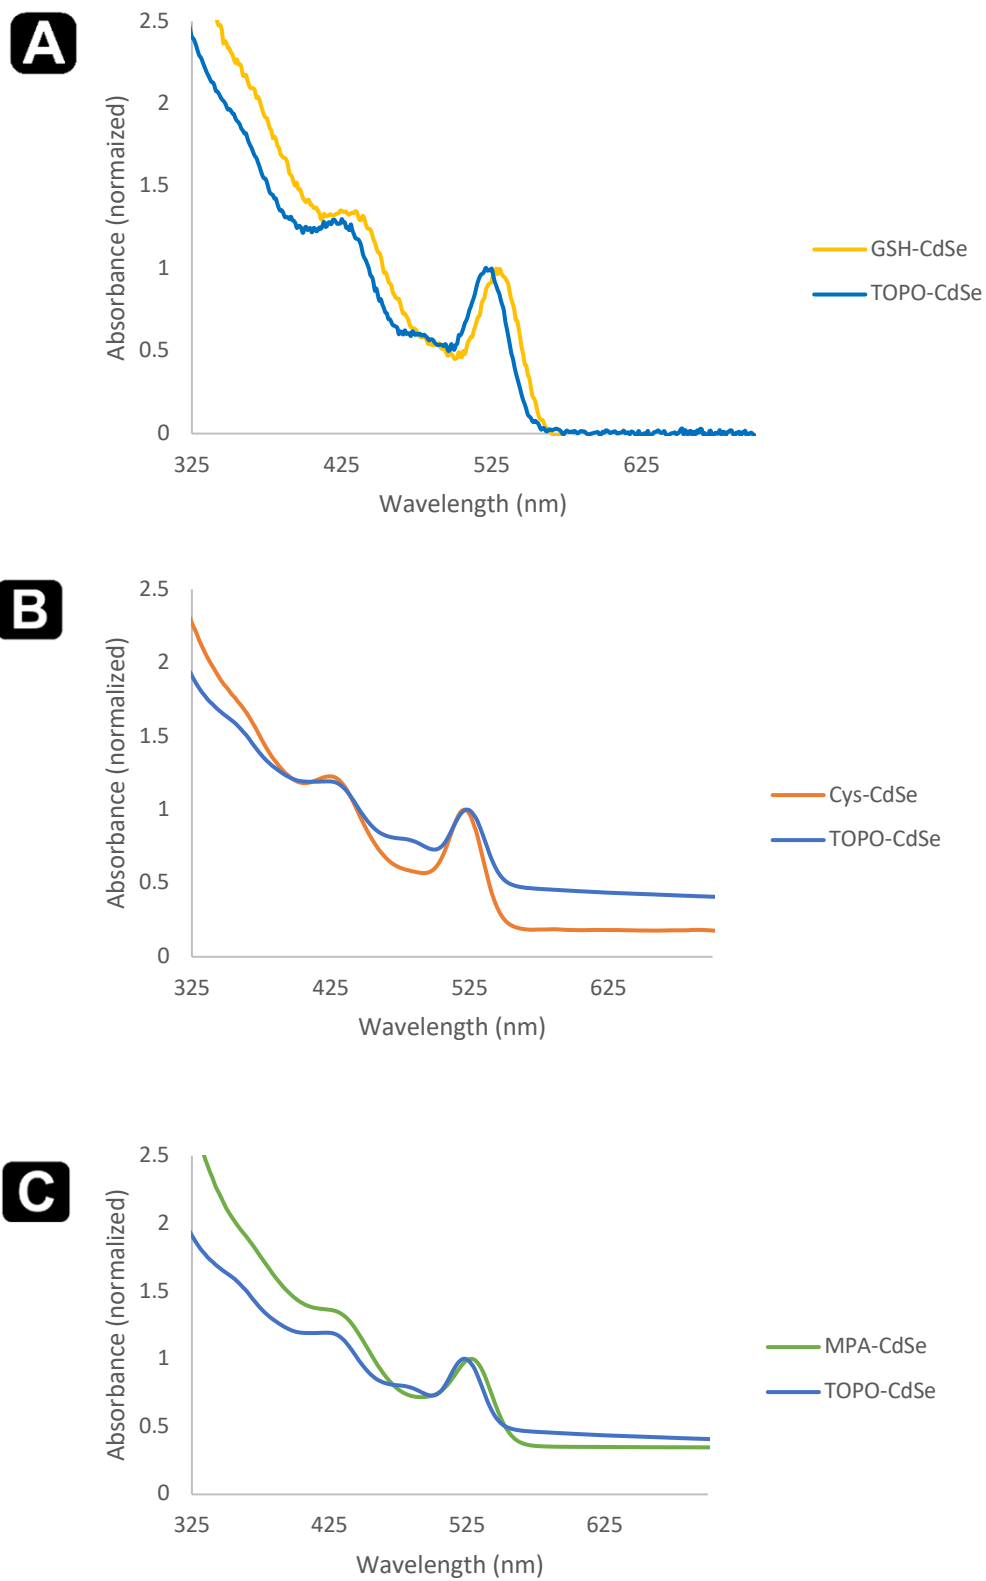 A
2.5
2
1.5
1
0.5
0
Absorbance (normaized)
325 425 525 625
Wavelength (nm)
GSH-CdSe
TOPO-CdSe
B
2.5
2
1.5
1
0.5
0
Absorbance (normalized)
325 425 525 625
Wavelength (nm)
Cys-CdSe
TOPO-CdSe
C
2.5
2
1.5
1
0.5
0
Absorbance (normalized)
325 425 525 625
Wavelength (nm)
MPA-CdSe
TOPO-CdSe